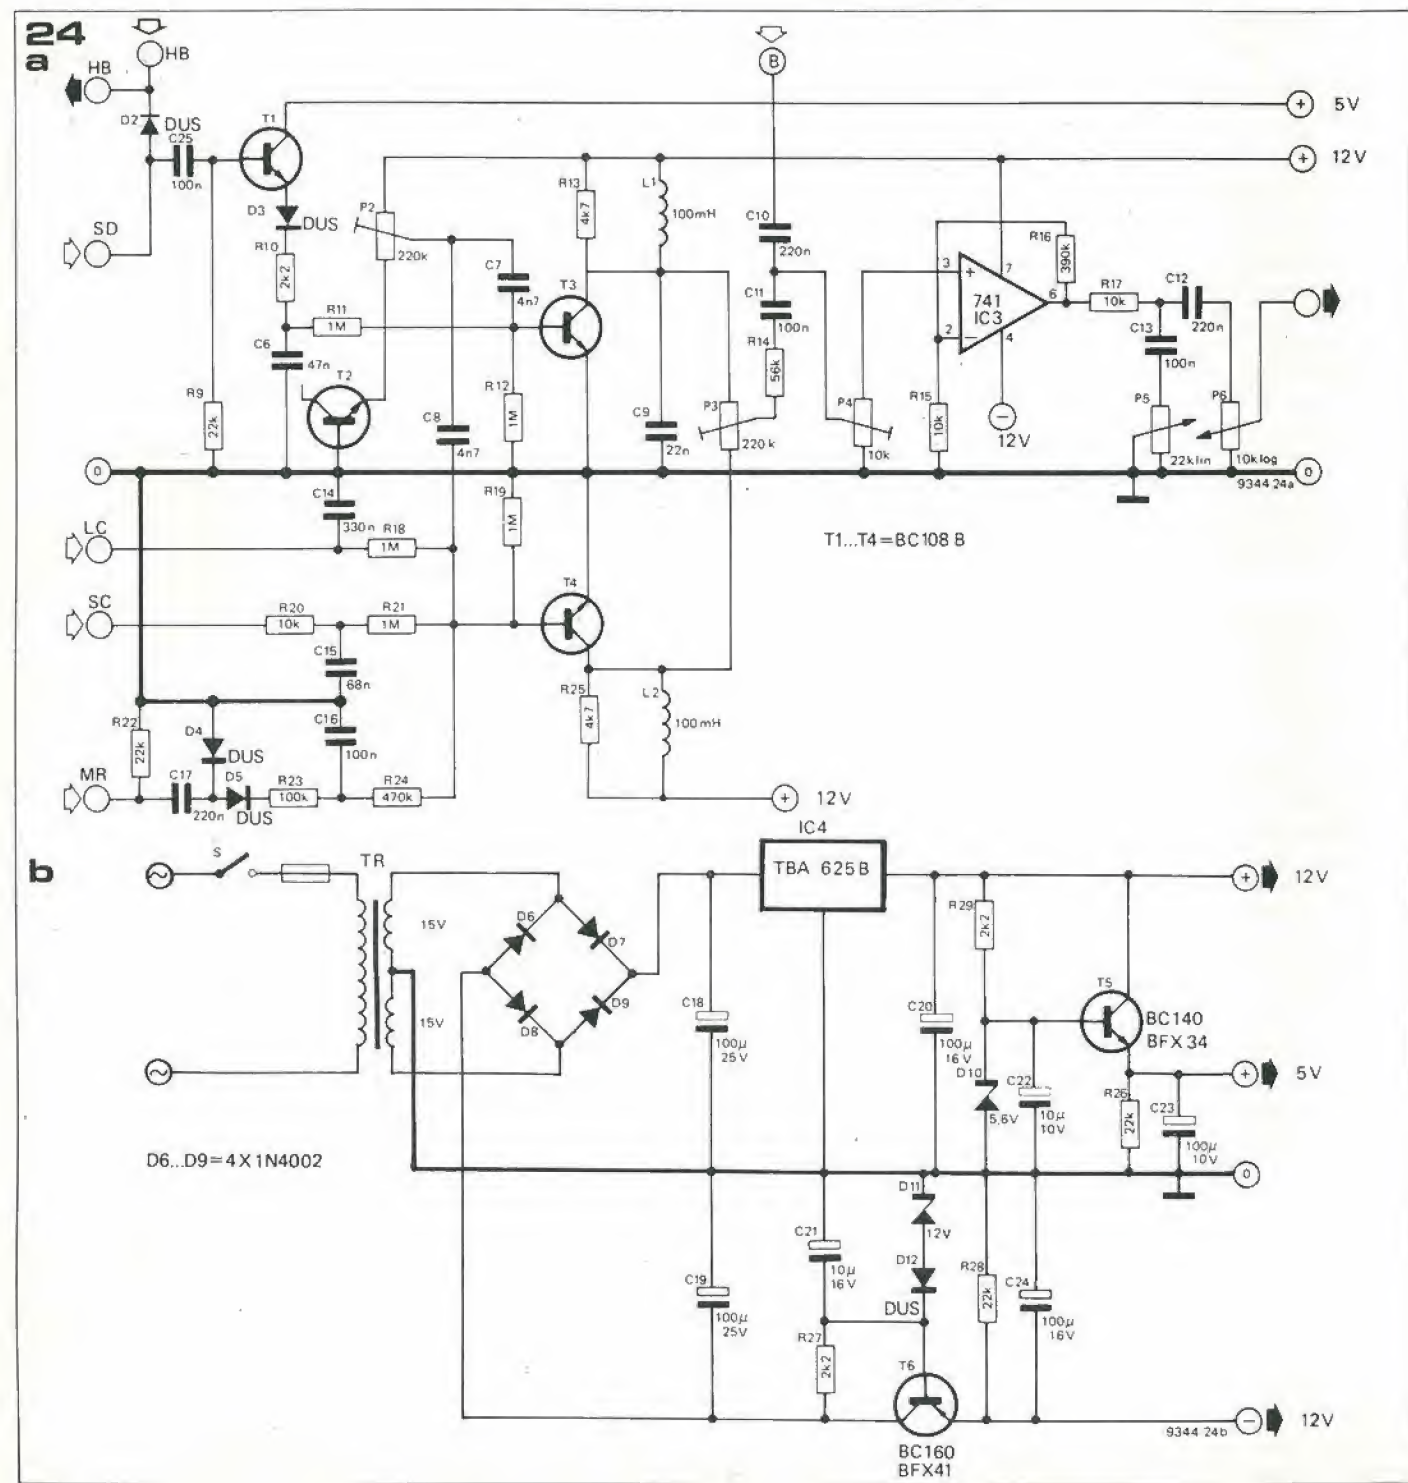 24
a
HB
HB
B
5V
D2
DUS
C25
100n
T1
12V
SD
D3
DUS
R10
2k2
P2
220k
R13
4k7
L1
100mH
C10
220n
C7
4n7
R16
390k
3
+
7
741
IC3
6
2
−
4
R17
10k
C12
220n
R11
1M
T3
C11
100n
C13
100n
R14
56k
C6
47n
T2
R12
1M
R9
22k
C8
4n7
C9
22n
P3
220k
P4
10k
R15
10k
12V
P5
22k lin
P6
10k log
0
0
9344 24a
C14
330n
R19
1M
LC
R18
1M
T1...T4=BC108 B
SC
R20
10k
R21
1M
T4
C15
68n
R25
4k7
L2
100mH
R22
22k
D4
DUS
C16
100n
MR
C17
220n
D5
DUS
R23
100k
R24
470k
12V
b
S
TR
IC4
TBA 625B
12V
15V
D6
D7
R29
2k2
15V
D8
D9
C18
100µ
25V
C20
100µ
16V
T5
BC140
BFX34
D10
5,6V
C22
10µ
10V
5V
R26
22k
C23
100µ
10V
D6...D9=4X1N4002
0
D11
12V
C21
10µ
16V
D12
DUS
C19
100µ
25V
R28
22k
C24
100µ
16V
R27
2k2
T6
12V
9344 24b
BC160
BFX41